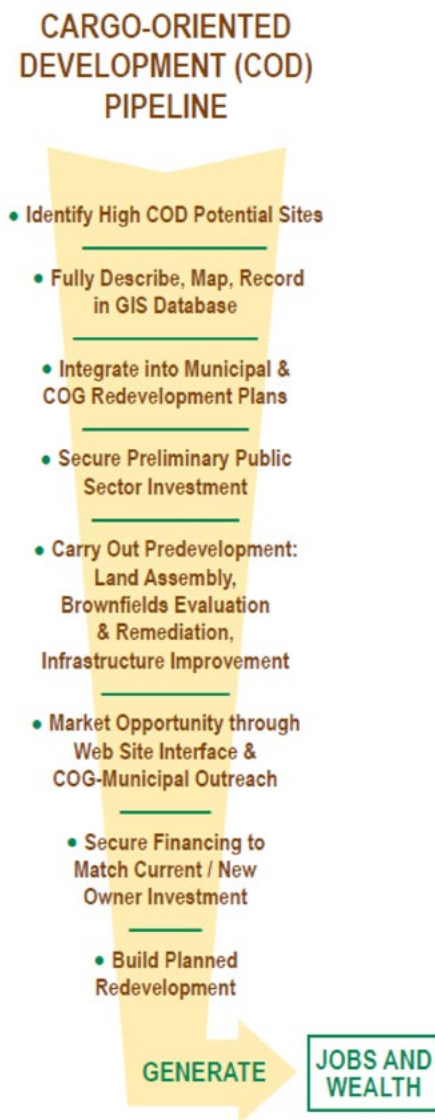 CARGO-ORIENTED
DEVELOPMENT (COD)
PIPELINE
• Identify High COD Potential Sites
• Fully Describe, Map, Record
in GIS Database
• Integrate into Municipal &
COG Redevelopment Plans
• Secure Preliminary Public
Sector Investment
• Carry Out Predevelopment:
Land Assembly,
Brownfields Evaluation
& Remediation,
Infrastructure Improvement
• Market Opportunity through
Web Site Interface &
COG-Municipal Outreach
• Secure Financing to
Match Current / New
Owner Investment
• Build Planned
Redevelopment
GENERATE
JOBS AND
WEALTH